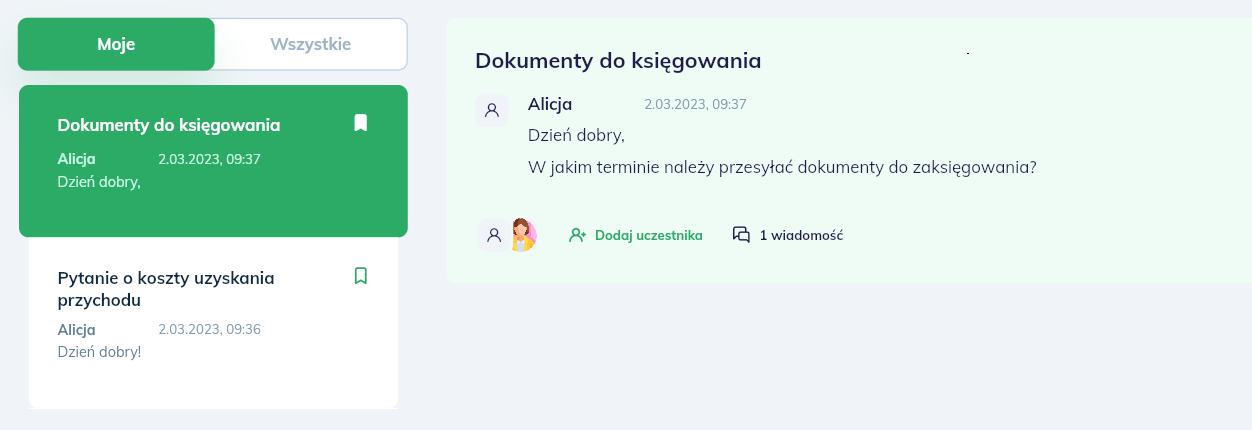 Moje
Wszystkie
Dokumenty do księgowania
Alicja 2.03.2023, 09:37
Dzień dobry,
Pytanie o koszty uzyskania
przychodu
Alicja 2.03.2023, 09:36
Dzień dobry!
Dokumenty do księgowania
Alicja 2.03.2023, 09:37
Dzień dobry,
W jakim terminie należy przesyłać dokumenty do zaksięgowania?
Dodaj uczestnika 1 wiadomość